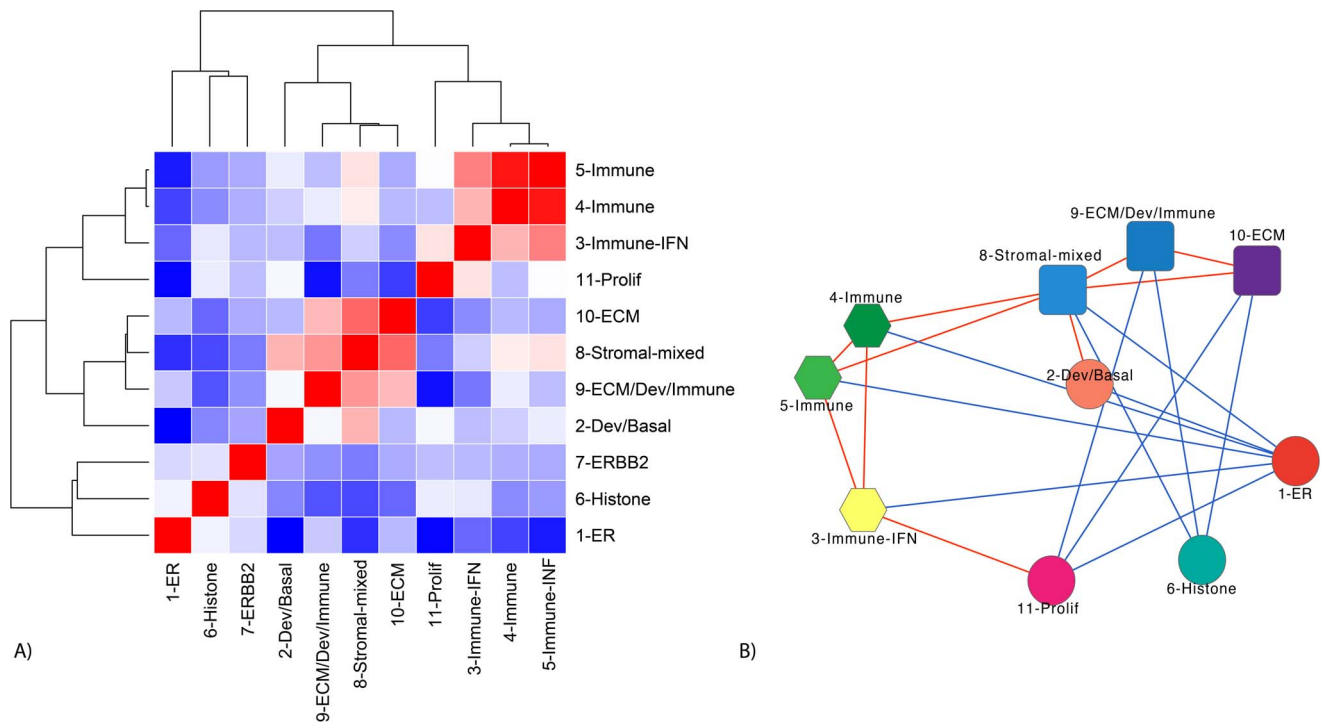 5-Immune
4-Immune
3-Immune-IFN
11-Prolif
10-ECM
8-Stromal-mixed
9-ECM/Dev/Immune
2-Dev/Basal
7-ERBB2
6-Histone
1-ER
1-ER
6-Histone
7-ERBB2
2-Dev/Basal
9-ECM/Dev/Immune
8-Stromal-mixed
10-ECM
11-Prolif
3-Immune-IFN
4-Immune
5-Immune-INF
A)
9-ECM/Dev/Immune
10-ECM
8-Stromal-mixed
4-Immune
2-Dev/Basal
5-Immune
1-ER
3-Immune-IFN
6-Histone
11-Prolif
B)